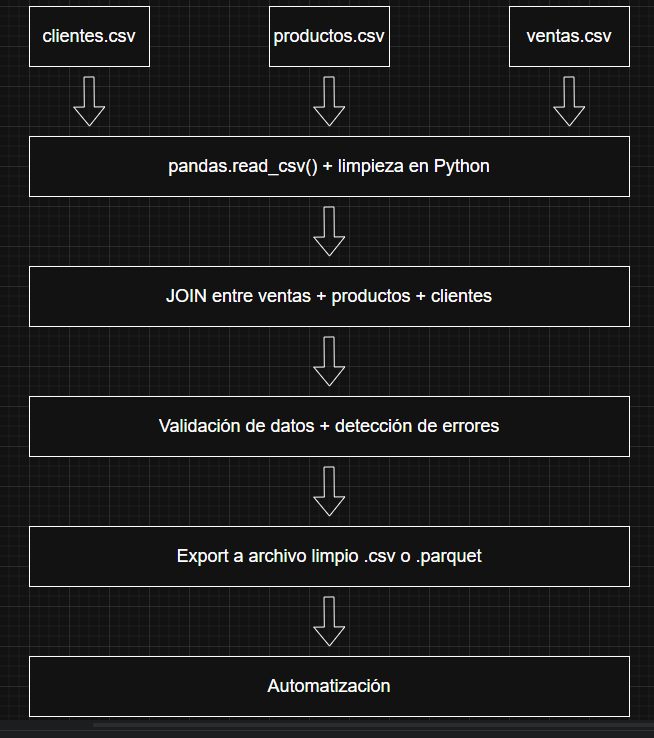 clientes.csv
productos.csv
ventas.csv
pandas.read_csv() + limpieza en Python
JOIN entre ventas + productos + clientes
Validación de datos + detección de errores
Export a archivo limpio .csv o .parquet
Automatización